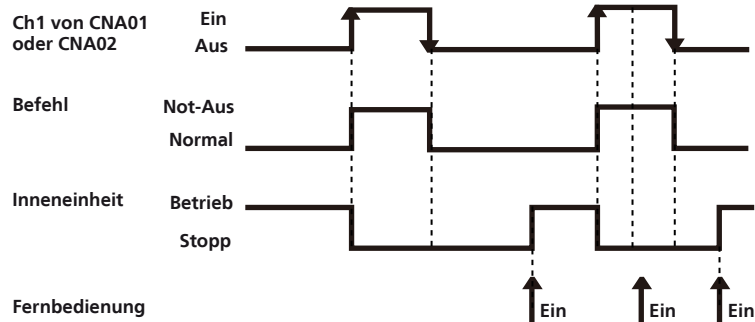 Ch1 von CNA01
oder CNA02
Ein
Aus
Befehl
Not-Aus
Normal
Inneneinheit
Betrieb
Stopp
Fernbedienung
Ein
Ein
Ein